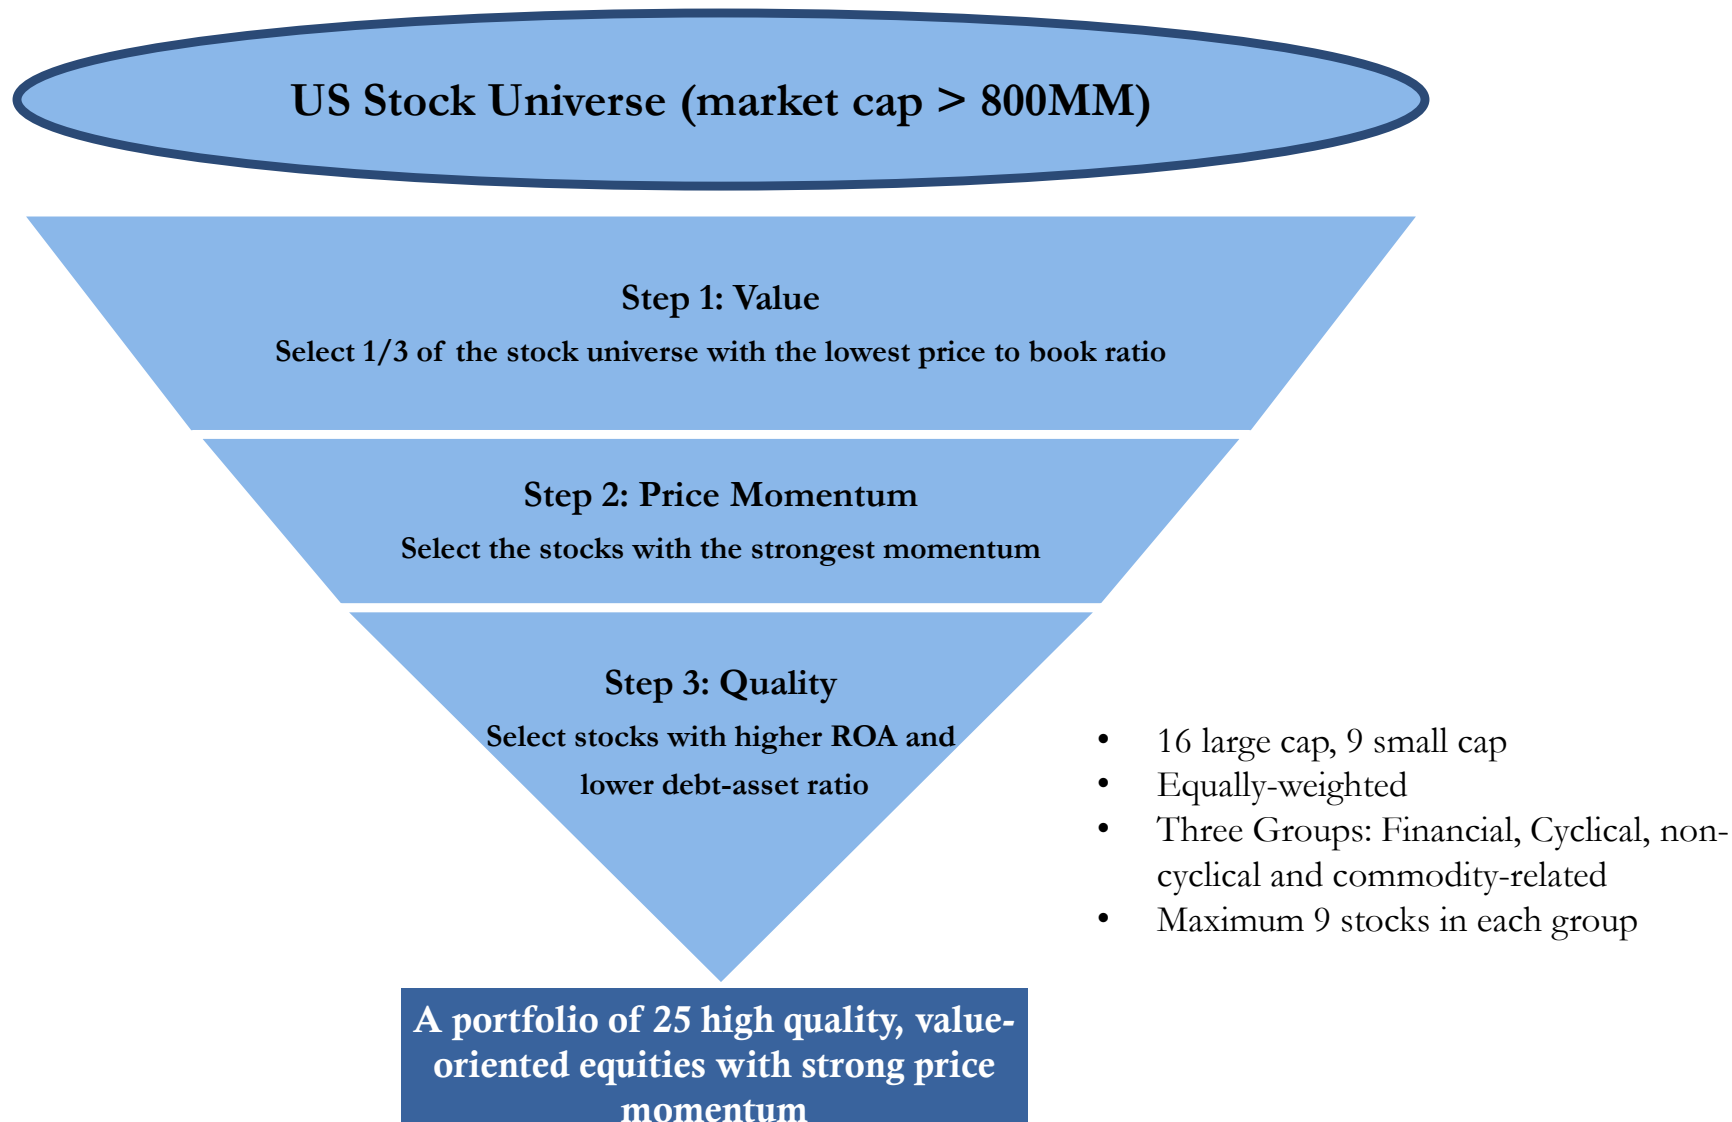 US Stock Universe (market cap > 800MM)
Step 1: Value
Select 1/3 of the stock universe with the lowest price to book ratio
Step 2: Price Momentum
Select the stocks with the strongest momentum
Step 3: Quality
Select stocks with higher ROA and
lower debt-asset ratio
• 16 large cap, 9 small cap
• Equally-weighted
• Three Groups: Financial, Cyclical, non-
cyclical and commodity-related
• Maximum 9 stocks in each group
A portfolio of 25 high quality, value-
oriented equities with strong price
momentum